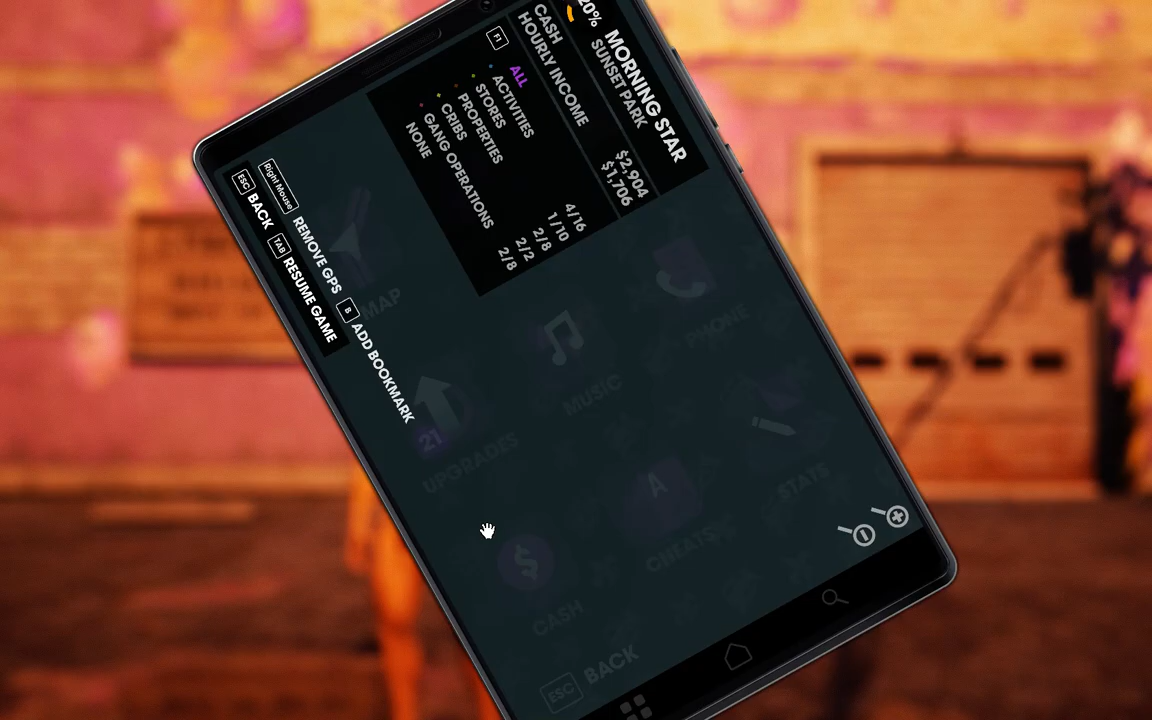 20%
MORNING STAR
SUNSET PARK
CASH $2,904
HOURLY INCOME $1,706
F1
ALL
ACTIVITIES 4/16
STORES 1/10
PROPERTIES 2/8
CRIBS 2/2
GANG OPERATIONS 2/8
NONE
Right Mouse REMOVE GPS B ADD BOOKMARK
ESC BACK TAB RESUME GAME
MAP
MUSIC
PHONE
21
UPGRADES
A
CHEATS
STATS
$
CASH
ESC BACK